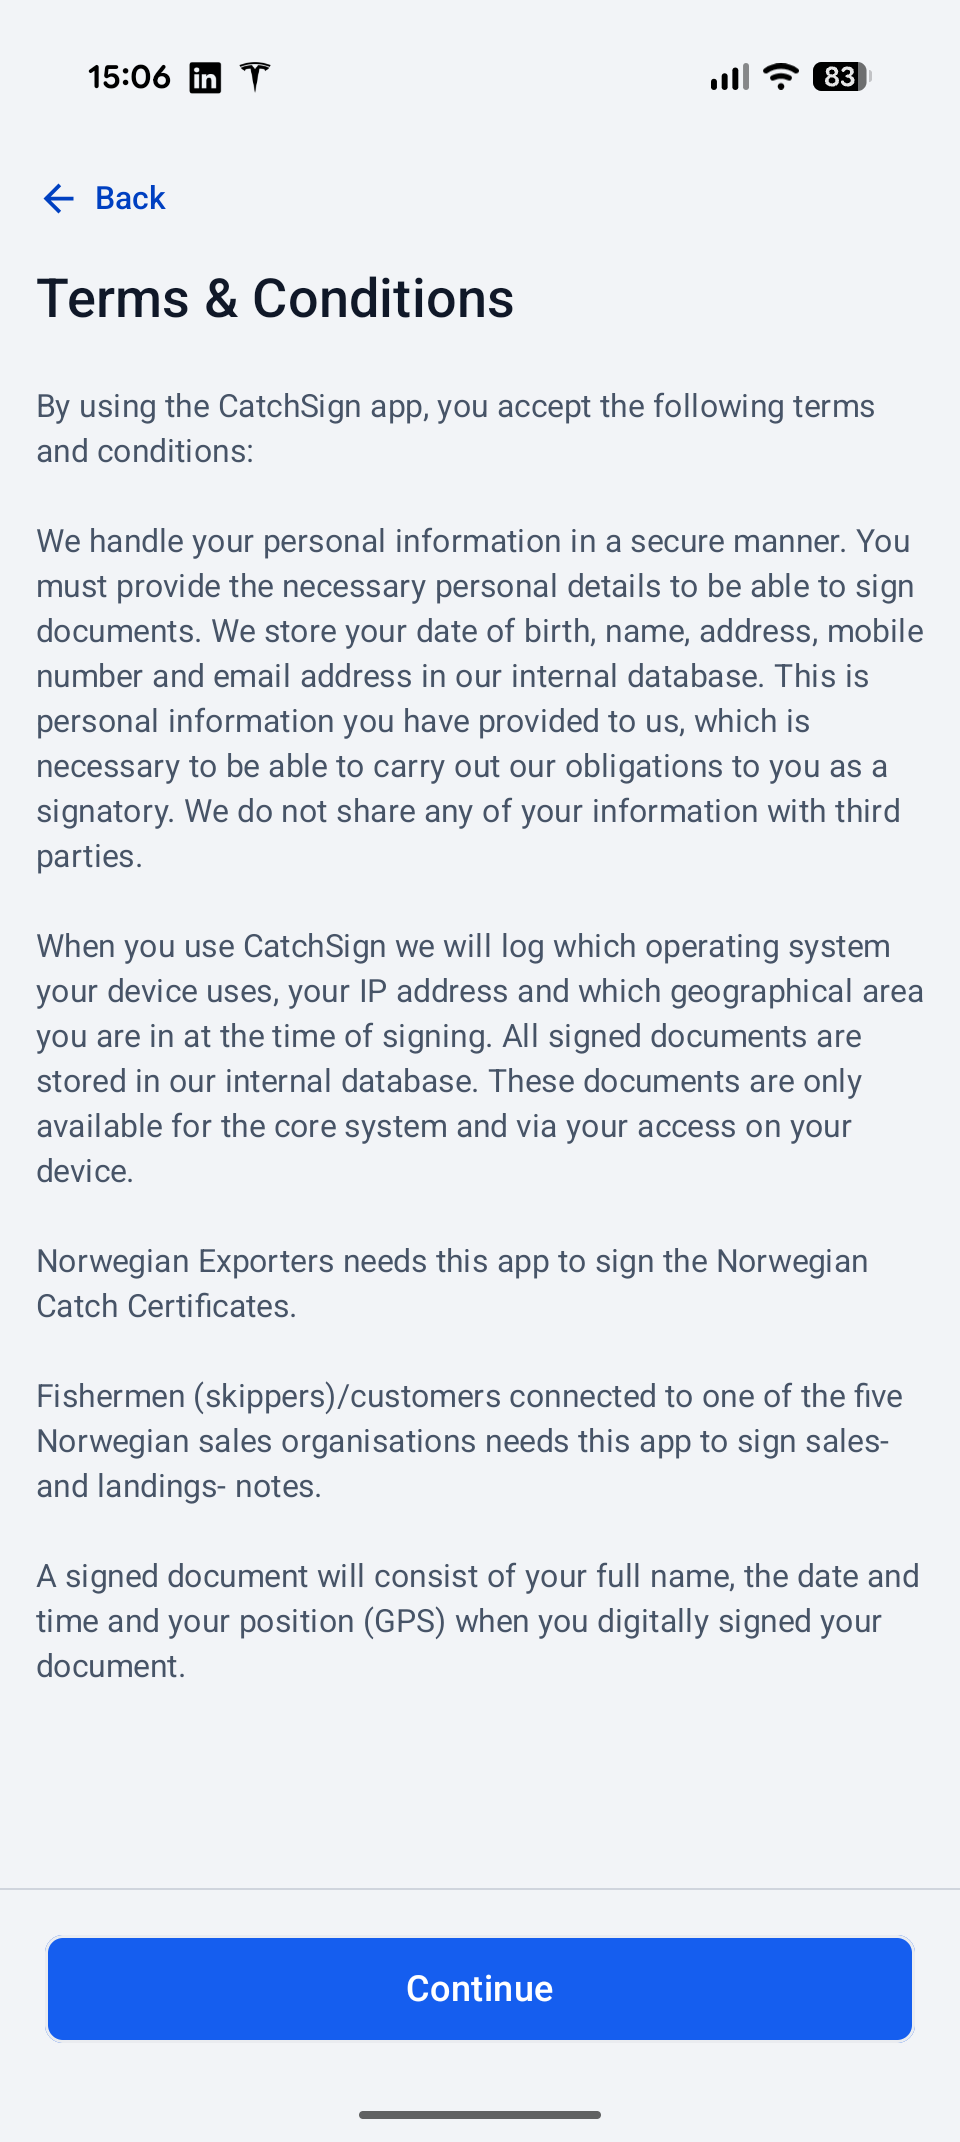 15:06
in
83
Back
Terms & Conditions
By using the CatchSign app, you accept the following terms
and conditions:
We handle your personal information in a secure manner. You
must provide the necessary personal details to be able to sign
documents. We store your date of birth, name, address, mobile
number and email address in our internal database. This is
personal information you have provided to us, which is
necessary to be able to carry out our obligations to you as a
signatory. We do not share any of your information with third
parties.
When you use CatchSign we will log which operating system
your device uses, your IP address and which geographical area
you are in at the time of signing. All signed documents are
stored in our internal database. These documents are only
available for the core system and via your access on your
device.
Norwegian Exporters needs this app to sign the Norwegian
Catch Certificates.
Fishermen (skippers)/customers connected to one of the five
Norwegian sales organisations needs this app to sign sales-
and landings- notes.
A signed document will consist of your full name, the date and
time and your position (GPS) when you digitally signed your
document.
Continue